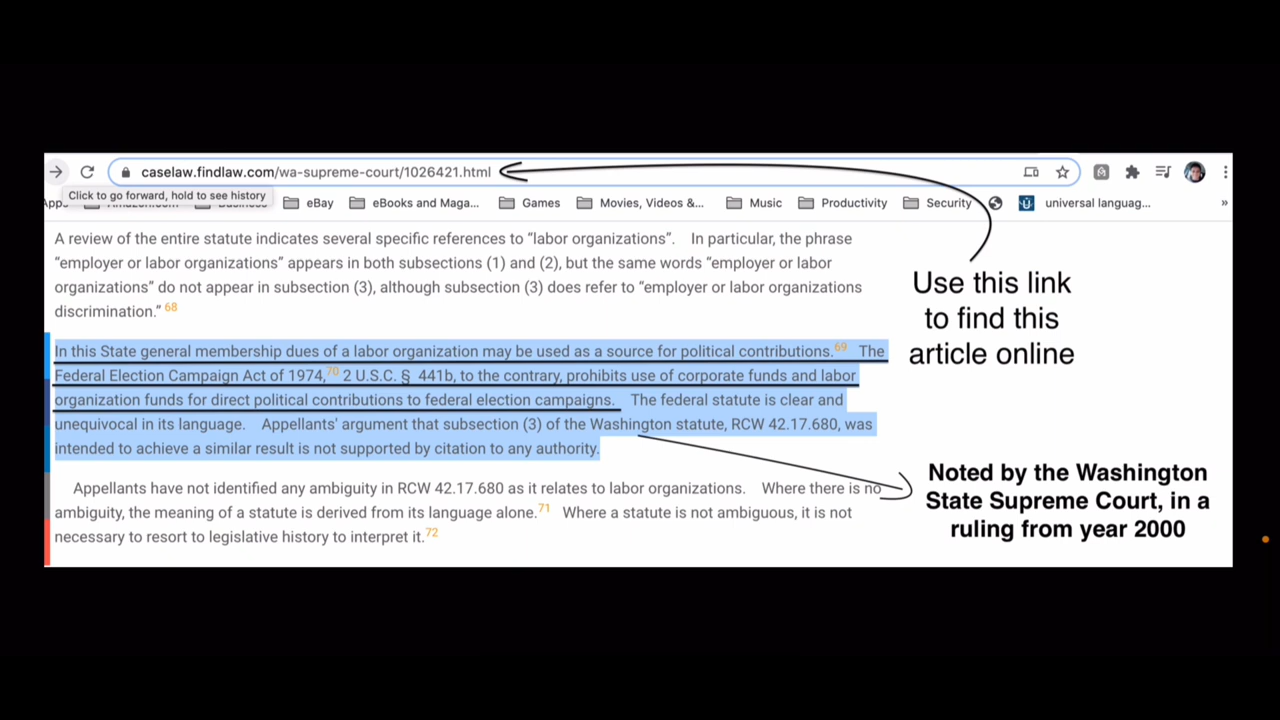 caselaw.findlaw.com/wa-supreme-court/1026421.html
Click to go forward, hold to see history
Apps
Amazon.com
Business
eBay
eBooks and Maga...
Games
Movies, Videos &...
Music
Productivity
Security
universal languag...
»
A review of the entire statute indicates several specific references to “labor organizations”. In particular, the phrase
“employer or labor organizations” appears in both subsections (1) and (2), but the same words “employer or labor
organizations” do not appear in subsection (3), although subsection (3) does refer to “employer or labor organizations
discrimination.” 68
In this State general membership dues of a labor organization may be used as a source for political contributions.69 The
Federal Election Campaign Act of 1974,70 2 U.S.C. § 441b, to the contrary, prohibits use of corporate funds and labor
organization funds for direct political contributions to federal election campaigns. The federal statute is clear and
unequivocal in its language. Appellants' argument that subsection (3) of the Washington statute, RCW 42.17.680, was
intended to achieve a similar result is not supported by citation to any authority.
Appellants have not identified any ambiguity in RCW 42.17.680 as it relates to labor organizations. Where there is no
ambiguity, the meaning of a statute is derived from its language alone.71 Where a statute is not ambiguous, it is not
necessary to resort to legislative history to interpret it.72
Use this link
to find this
article online
Noted by the Washington
State Supreme Court, in a
ruling from year 2000